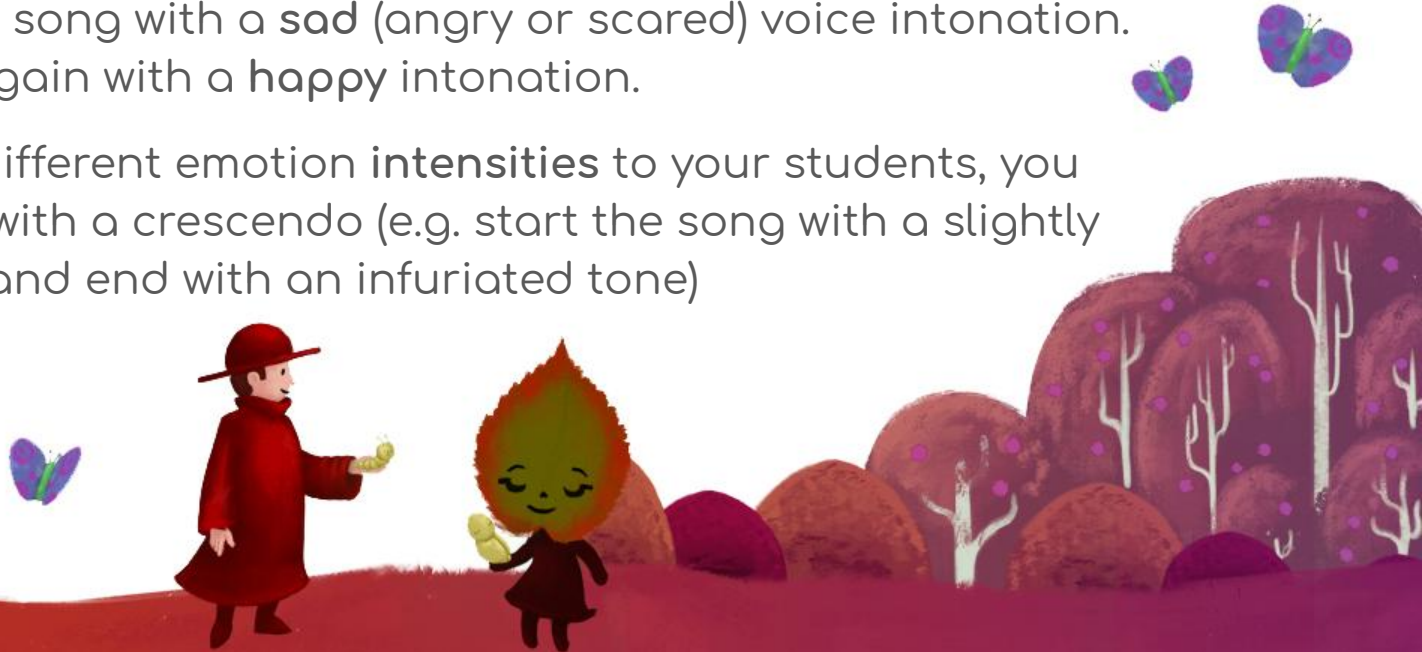 song with a sad (angry or scared) voice intonation.
gain with a happy intonation.
ifferent emotion intensities to your students, you
with a crescendo (e.g. start the song with a slightly
and end with an infuriated tone)